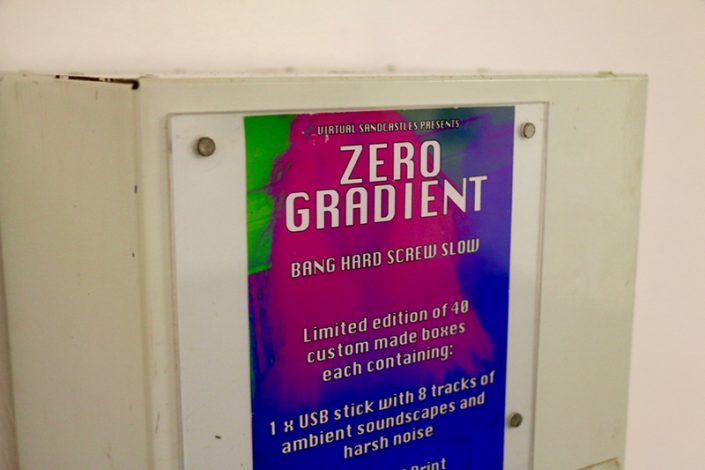 VIRTUAL SANDCASTLES PRESENTS
ZERO
GRADIENT
BANG HARD SCREW SLOW
Limited edition of 40
custom made boxes
each containing:
1 x USB stick with 8 tracks of
ambient soundscapes and
harsh noise
Print